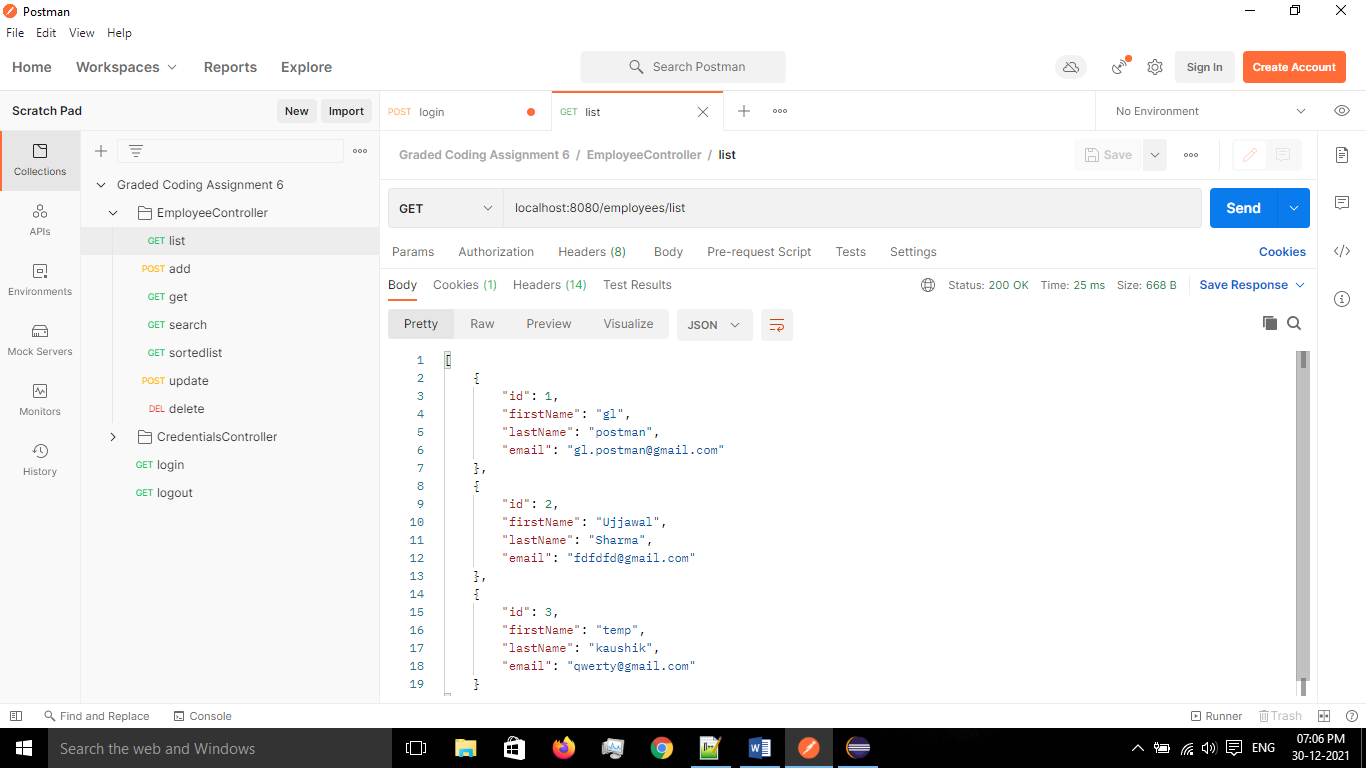 Postman
File Edit View Help
Home Workspaces Reports Explore Search Postman Sign In Create Account
Scratch Pad New Import
POST login GET list No Environment
Collections
APIs
Environments
Mock Servers
Monitors
History
Graded Coding Assignment 6
EmployeeController
GET list
POST add
GET get
GET search
GET sortedlist
POST update
DEL delete
CredentialsController
GET login
GET logout
Graded Coding Assignment 6 / EmployeeController / list Save
GET localhost:8080/employees/list Send
Params Authorization Headers (8) Body Pre-request Script Tests Settings Cookies
Body Cookies (1) Headers (14) Test Results Status: 200 OK Time: 25 ms Size: 668 B Save Response
Pretty Raw Preview Visualize JSON
1 [
2 {
3 "id": 1,
4 "firstName": "gl",
5 "lastName": "postman",
6 "email": "gl.postman@gmail.com"
7 },
8 {
9 "id": 2,
10 "firstName": "Ujjawal",
11 "lastName": "Sharma",
12 "email": "fdfdfd@gmail.com"
13 },
14 {
15 "id": 3,
16 "firstName": "temp",
17 "lastName": "kaushik",
18 "email": "qwerty@gmail.com"
19 }
Find and Replace Console Runner Trash
Search the web and Windows
ENG
07:06 PM
30-12-2021